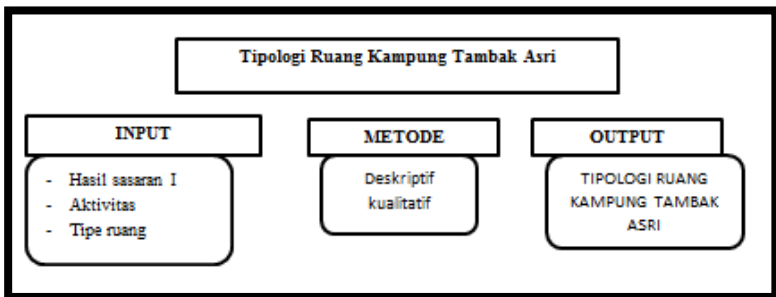 Tipologi Ruang Kampung Tambak Asri
INPUT
- Hasil sasaran I
- Aktivitas
- Tipe ruang
METODE
Deskriptif
kualitatif
OUTPUT
TIPOLOGI RUANG
KAMPUNG TAMBAK
ASRI